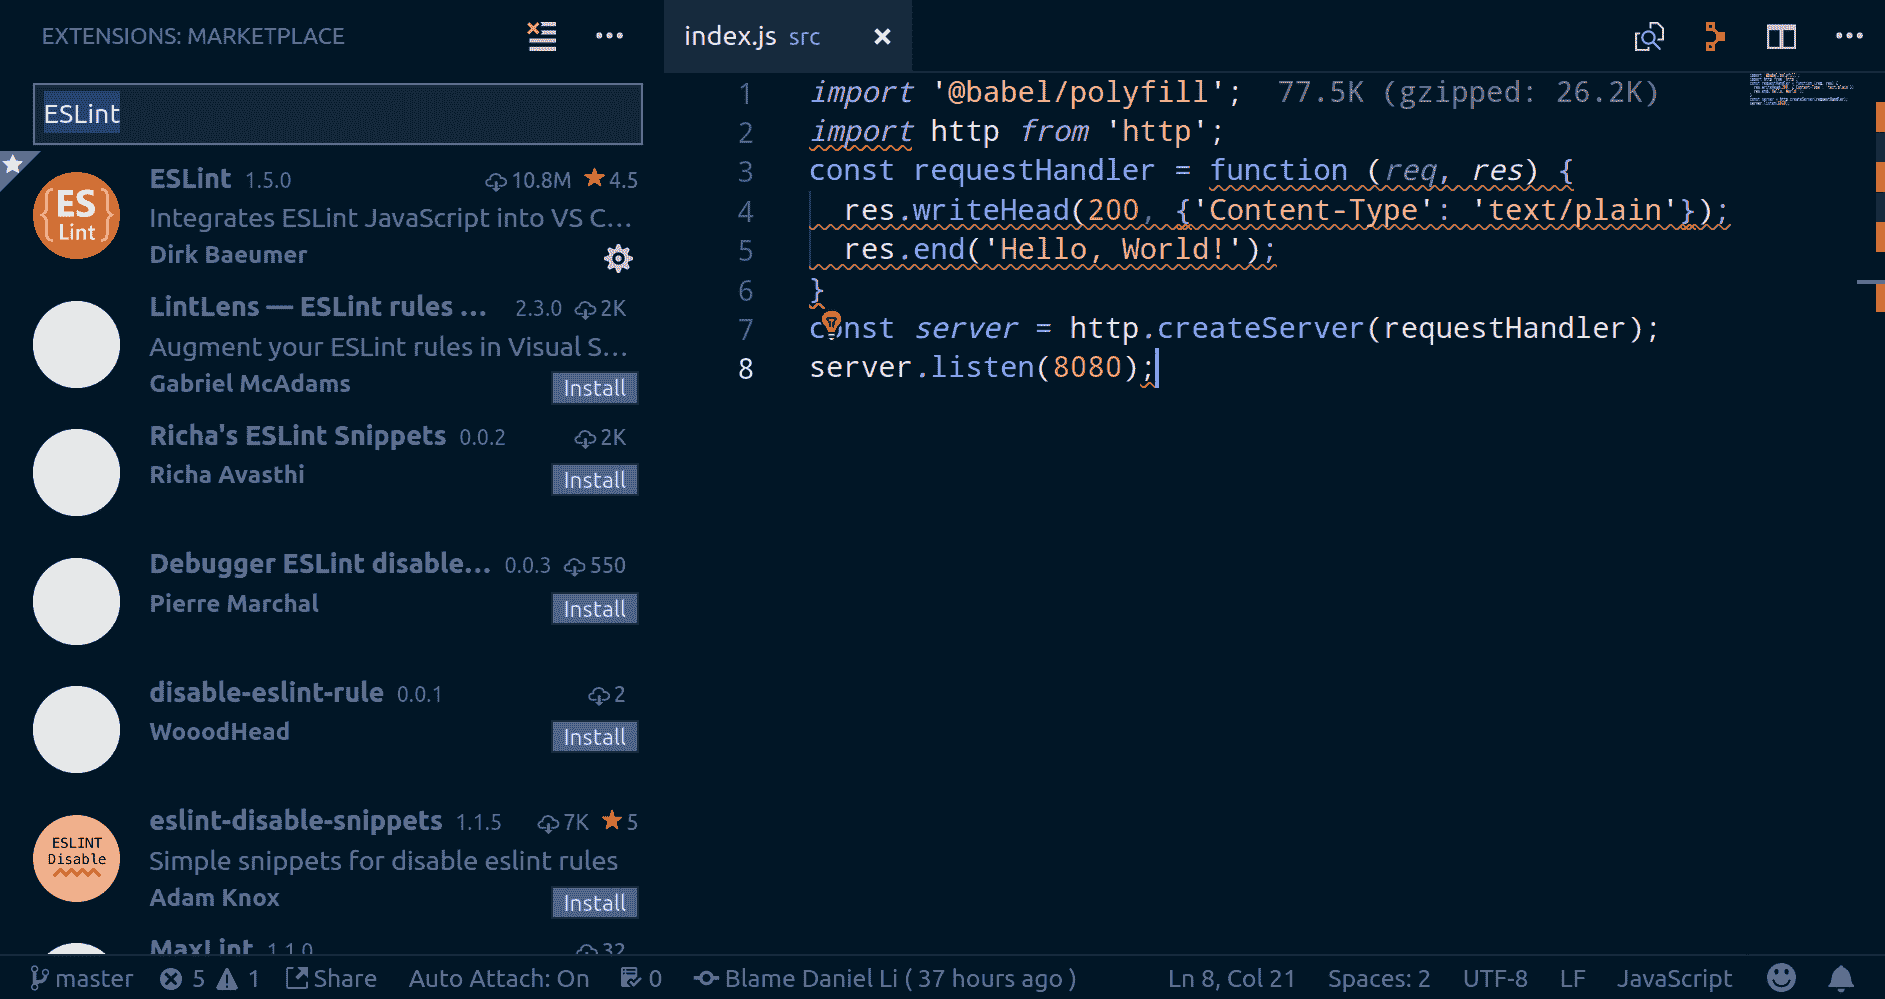 EXTENSIONS: MARKETPLACE
ESLint
ES
Lint
ESLint 1.5.0 10.8M 4.5
Integrates ESLint JavaScript into VS C...
Dirk Baeumer
LintLens — ESLint rules ... 2.3.0 2K
Augment your ESLint rules in Visual S...
Gabriel McAdams
Install
Richa's ESLint Snippets 0.0.2 2K
Richa Avasthi
Install
Debugger ESLint disable... 0.0.3 550
Pierre Marchal
Install
disable-eslint-rule 0.0.1 2
WooodHead
Install
ESLINT
Disable
eslint-disable-snippets 1.1.5 7K 5
Simple snippets for disable eslint rules
Adam Knox
Install
MaxLint 1.1.0 32
index.js src
1 import '@babel/polyfill'; 77.5K (gzipped: 26.2K)
2 import http from 'http';
3 const requestHandler = function (req, res) {
4 res.writeHead(200, {'Content-Type': 'text/plain'});
5 res.end('Hello, World!');
6 }
7 const server = http.createServer(requestHandler);
8 server.listen(8080);
master 5 1 Share Auto Attach: On 0 Blame Daniel Li ( 37 hours ago ) Ln 8, Col 21 Spaces: 2 UTF-8 LF JavaScript